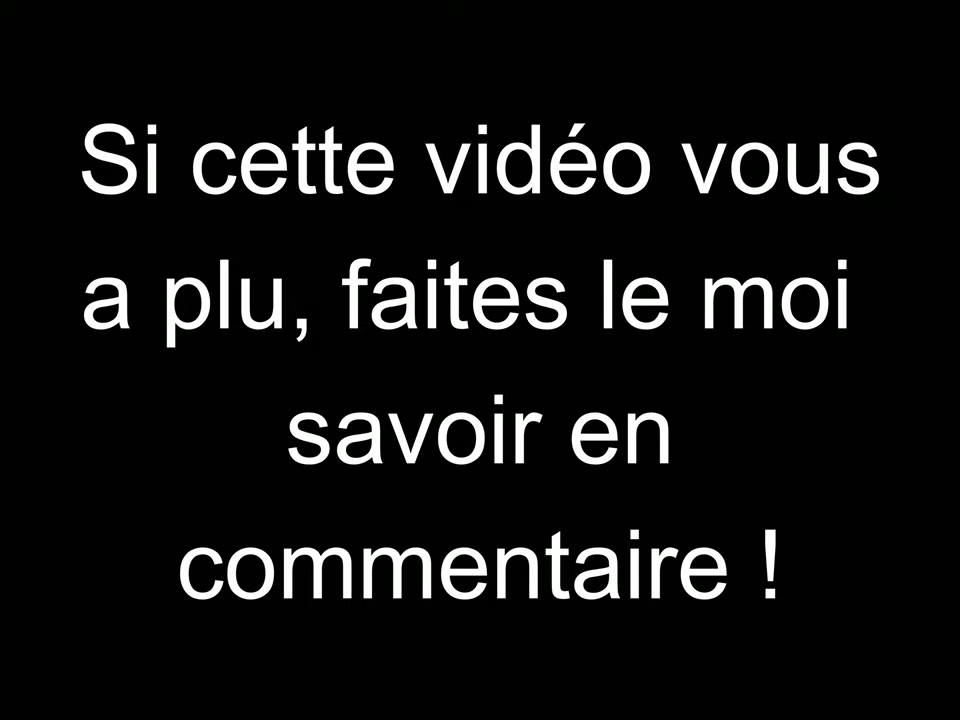 Si cette vidéo vous
a plu, faites le moi
savoir en
commentaire !